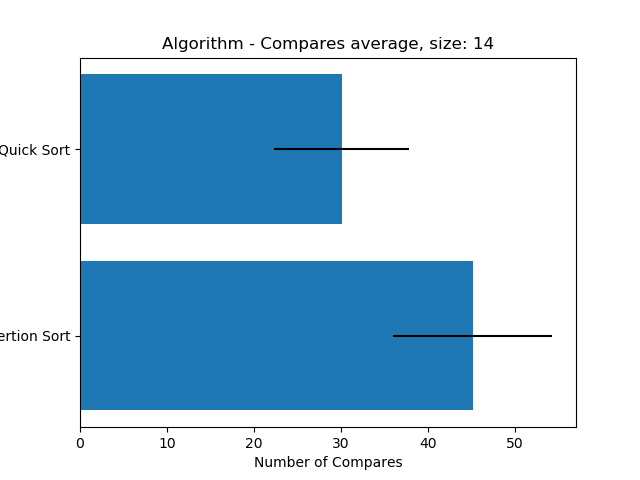 Algorithm - Compares average, size: 14
Quick Sort
ertion Sort
0 10 20 30 40 50
Number of Compares